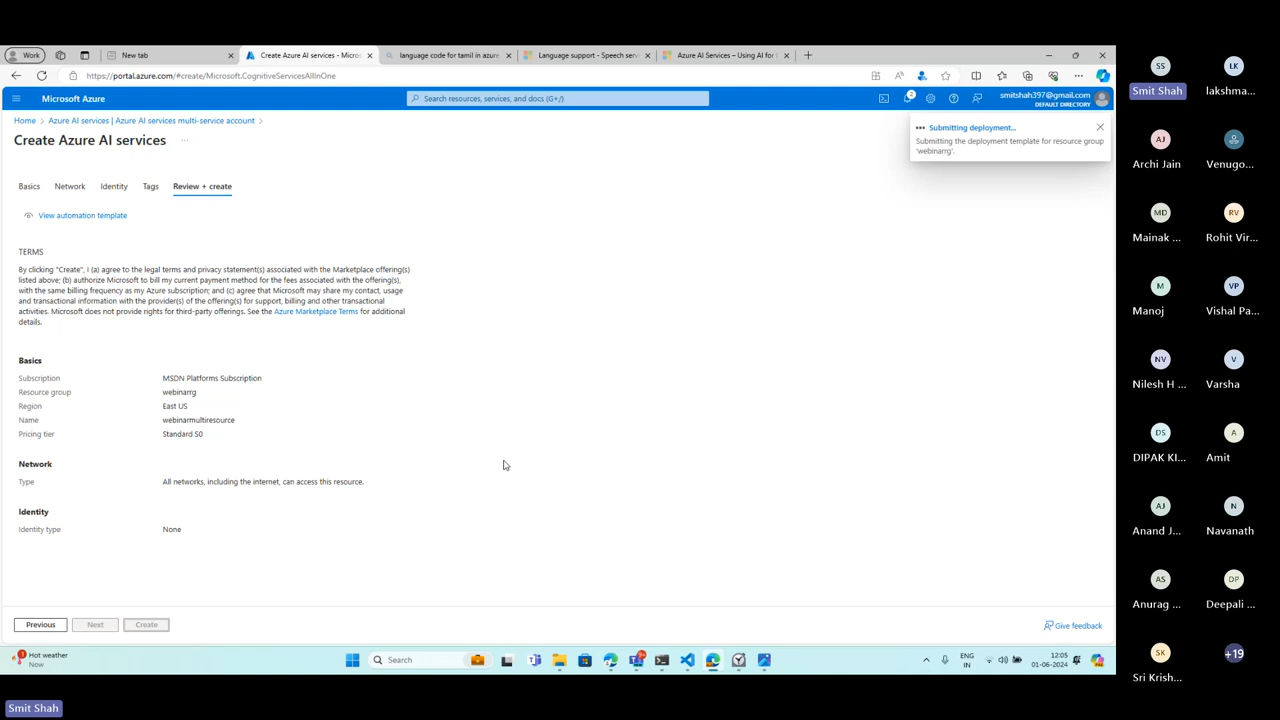 Work
New tab
Create Azure AI services - Micros
language code for tamil in azure
Language support - Speech serv
Azure AI Services – Using AI for I
https://portal.azure.com/#create/Microsoft.CognitiveServicesAllInOne
Microsoft Azure
Search resources, services, and docs (G+/)
2
smitshah397@gmail.com
DEFAULT DIRECTORY
Home > Azure AI services | Azure AI services multi-service account >
Create Azure AI services ...
Submitting deployment...
Submitting the deployment template for resource group
'webinarrg'.
Basics Network Identity Tags Review + create
View automation template
TERMS
By clicking "Create", I (a) agree to the legal terms and privacy statement(s) associated with the Marketplace offering(s)
listed above; (b) authorize Microsoft to bill my current payment method for the fees associated with the offering(s),
with the same billing frequency as my Azure subscription; and (c) agree that Microsoft may share my contact, usage
and transactional information with the provider(s) of the offering(s) for support, billing and other transactional
activities. Microsoft does not provide rights for third-party offerings. See the Azure Marketplace Terms for additional
details.
Basics
Subscription MSDN Platforms Subscription
Resource group webinarrg
Region East US
Name webinarmultiresource
Pricing tier Standard S0
Network
Type All networks, including the internet, can access this resource.
Identity
Identity type None
Previous Next Create
Give feedback
1
Hot weather
Now
Search
ENG
IN
12:05
01-06-2024
SS LK
Smit Shah lakshma...
AJ
Archi Jain Venugo...
MD RV
Mainak ... Rohit Vir...
M VP
Manoj Vishal Pa...
NV V
Nilesh H ... Varsha
DS A
DIPAK KI... Amit
AJ N
Anand J... Navanath
AS DP
Anurag ... Deepali ...
SK +19
Sri Krish...
Smit Shah